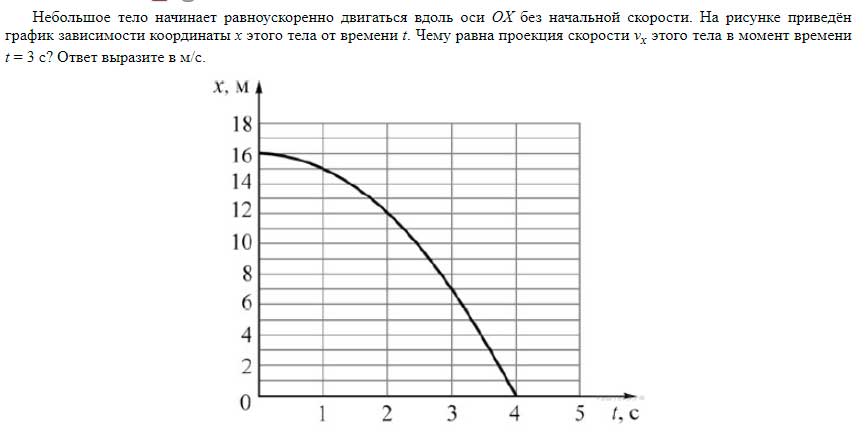 Небольшое тело начинает равноускоренно двигаться вдоль оси OX без начальной скорости. На рисунке приведён
график зависимости координаты x этого тела от времени t. Чему равна проекция скорости vₓ этого тела в момент времени
t = 3 с? Ответ выразите в м/с.
x, м
18
16
14
12
10
8
6
4
2
0
1 2 3 4 5 t, с